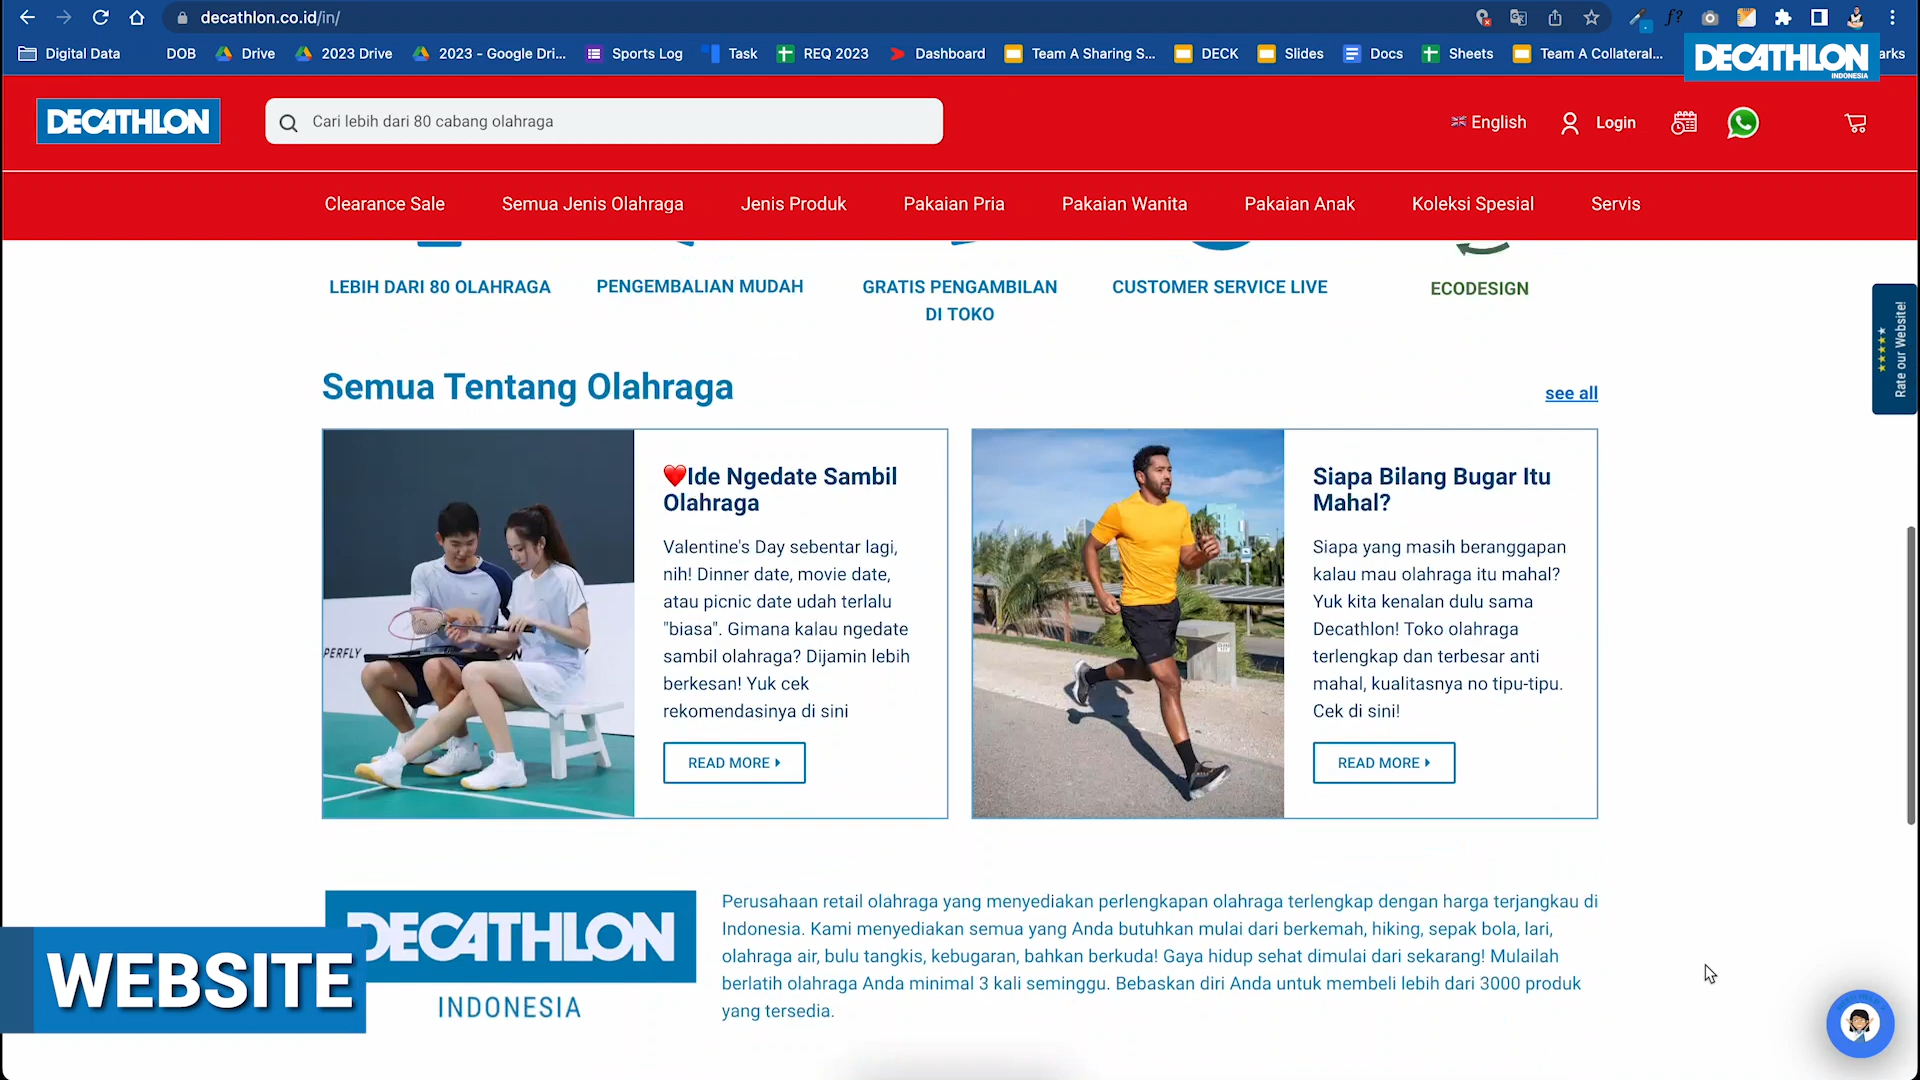 decathlon.co.id/in/
Digital Data
DOB
Drive
2023 Drive
2023 - Google Dri...
Sports Log
Task
REQ 2023
Dashboard
Team A Sharing S...
DECK
Slides
Docs
Sheets
Team A Collateral...
arks
DECATHLON
INDONESIA
DECATHLON
Cari lebih dari 80 cabang olahraga
English
Login
Clearance Sale
Semua Jenis Olahraga
Jenis Produk
Pakaian Pria
Pakaian Wanita
Pakaian Anak
Koleksi Spesial
Servis
LEBIH DARI 80 OLAHRAGA
PENGEMBALIAN MUDAH
GRATIS PENGAMBILAN
DI TOKO
CUSTOMER SERVICE LIVE
ECODESIGN
Rate our Website!
Semua Tentang Olahraga
see all
PERFLY
❤️Ide Ngedate Sambil
Olahraga
Valentine's Day sebentar lagi,
nih! Dinner date, movie date,
atau picnic date udah terlalu
"biasa". Gimana kalau ngedate
sambil olahraga? Dijamin lebih
berkesan! Yuk cek
rekomendasinya di sini
READ MORE
Siapa Bilang Bugar Itu
Mahal?
Siapa yang masih beranggapan
kalau mau olahraga itu mahal?
Yuk kita kenalan dulu sama
Decathlon! Toko olahraga
terlengkap dan terbesar anti
mahal, kualitasnya no tipu-tipu.
Cek di sini!
READ MORE
DECATHLON
INDONESIA
Perusahaan retail olahraga yang menyediakan perlengkapan olahraga terlengkap dengan harga terjangkau di
Indonesia. Kami menyediakan semua yang Anda butuhkan mulai dari berkemah, hiking, sepak bola, lari,
olahraga air, bulu tangkis, kebugaran, bahkan berkuda! Gaya hidup sehat dimulai dari sekarang! Mulailah
berlatih olahraga Anda minimal 3 kali seminggu. Bebaskan diri Anda untuk membeli lebih dari 3000 produk
yang tersedia.
WEBSITE